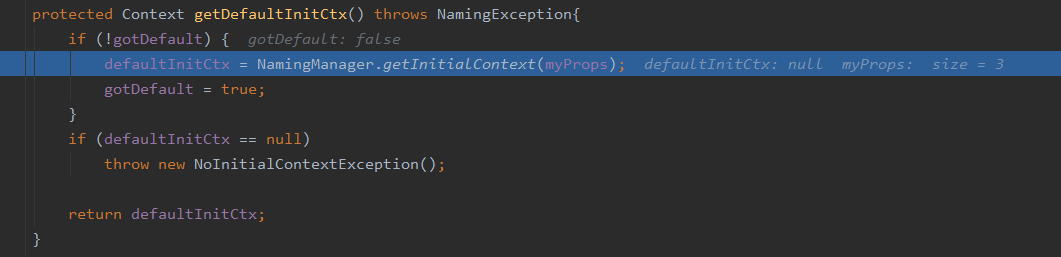 protected Context getDefaultInitCtx() throws NamingException{
if (!gotDefault) { gotDefault: false
defaultInitCtx = NamingManager.getInitialContext(myProps); defaultInitCtx: null myProps: size = 3
gotDefault = true;
}
if (defaultInitCtx == null)
throw new NoInitialContextException();
return defaultInitCtx;
}